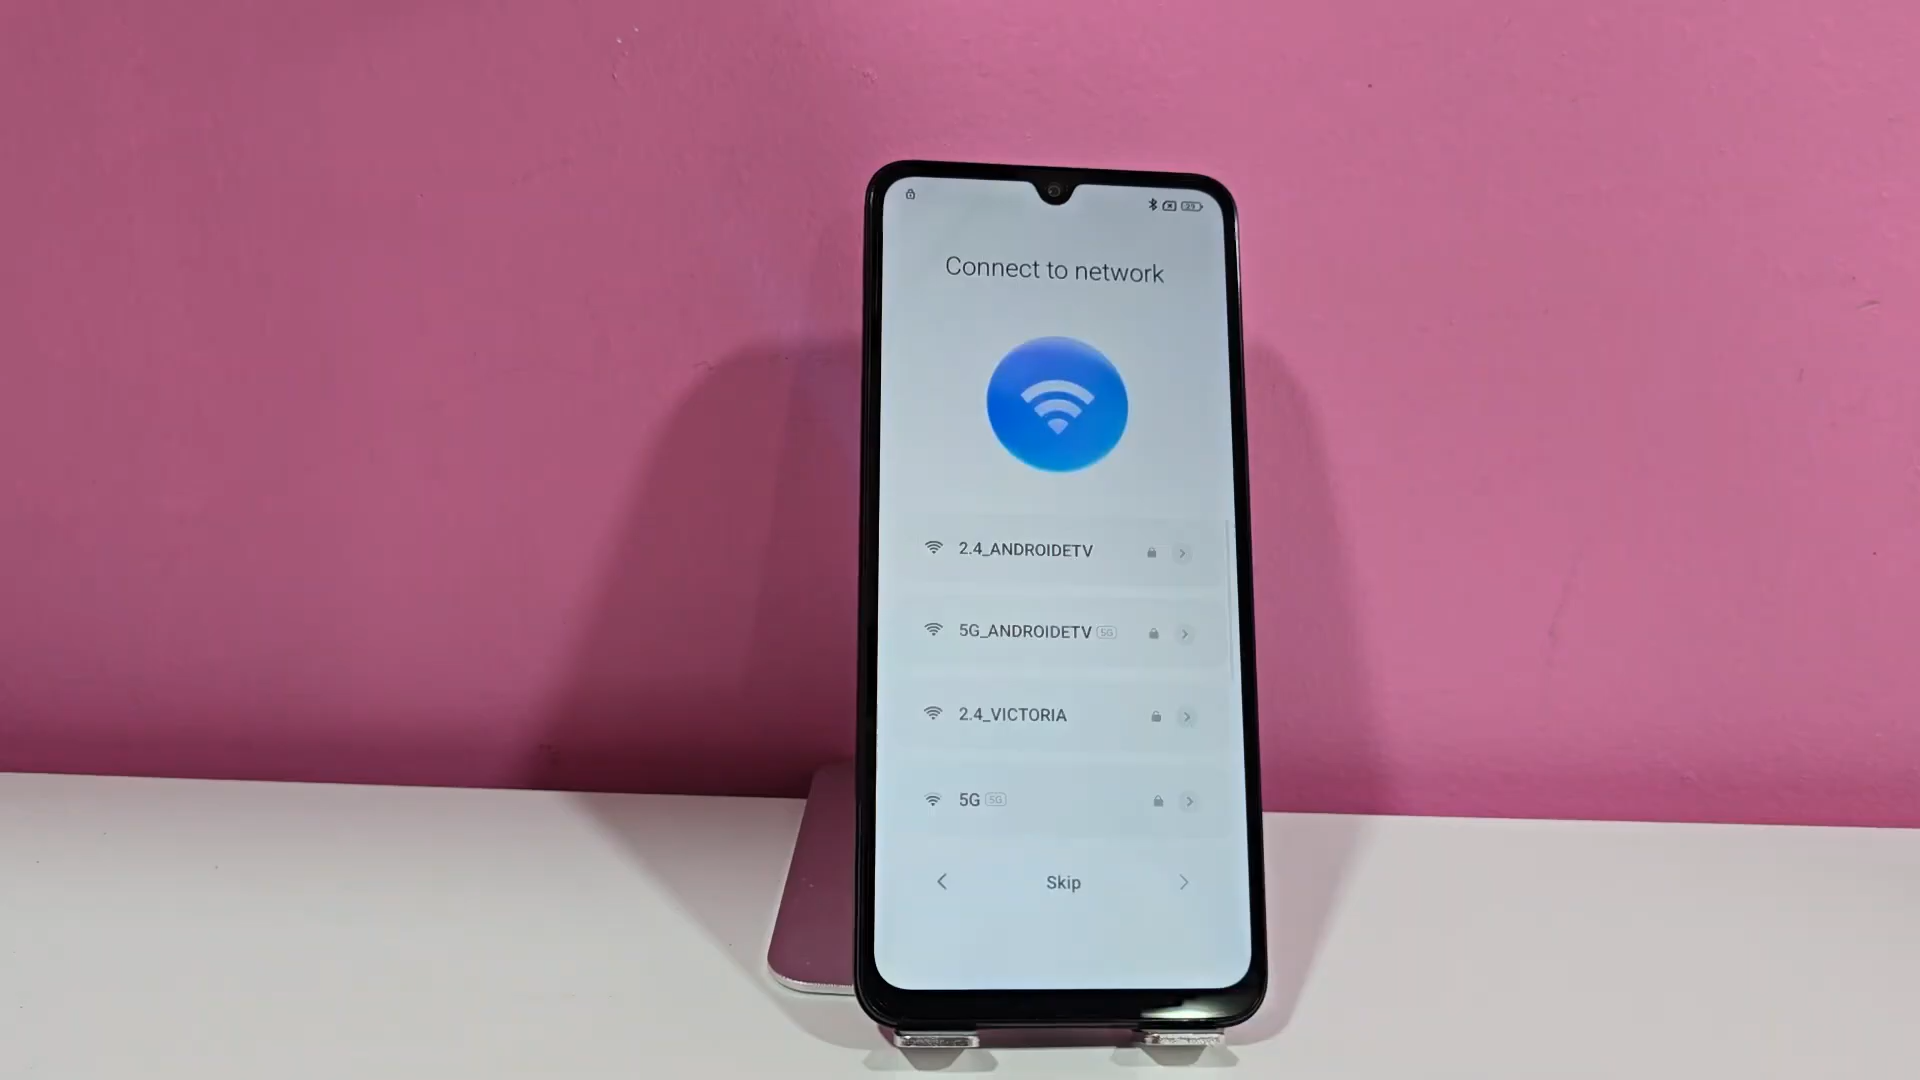 Connect to network
2.4_ANDROIDETV
5G_ANDROIDETV 5G
2.4_VICTORIA
5G 5G
Skip